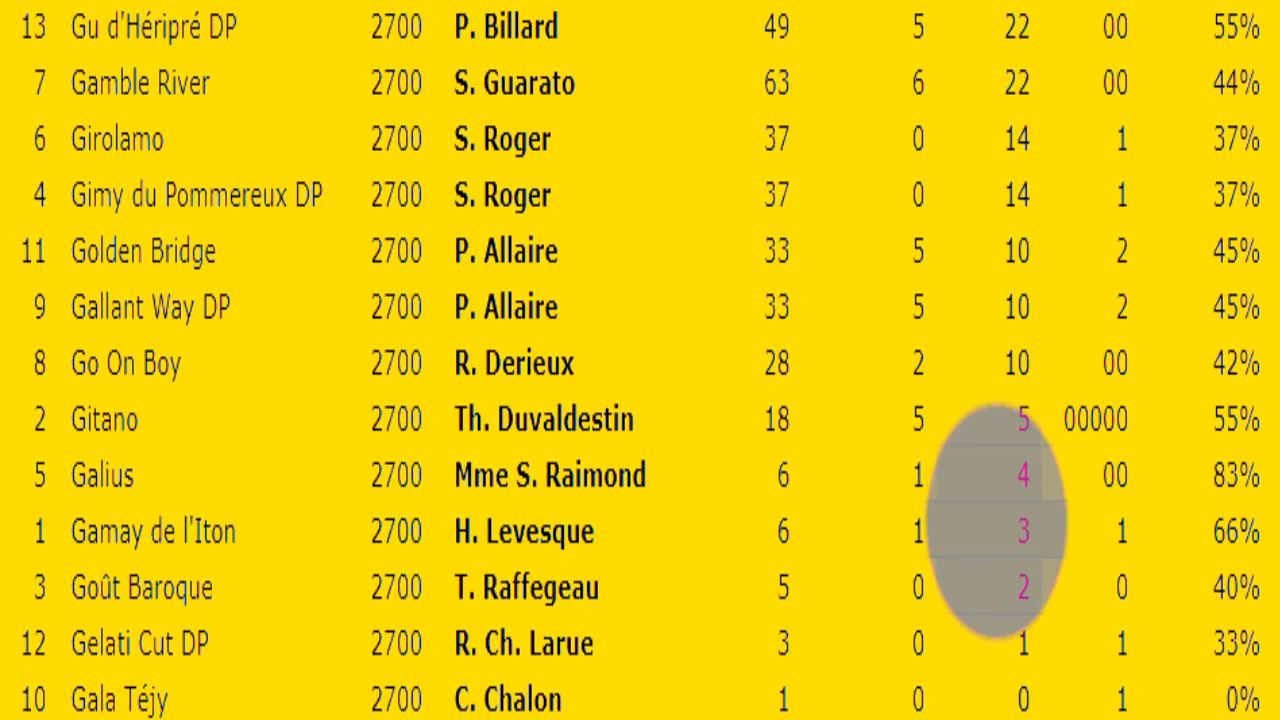 13 Gu d'Héripré DP 2700 P. Billard 49 5 22 00 55%
7 Gamble River 2700 S. Guarato 63 6 22 00 44%
6 Girolamo 2700 S. Roger 37 0 14 1 37%
4 Gimy du Pommereux DP 2700 S. Roger 37 0 14 1 37%
11 Golden Bridge 2700 P. Allaire 33 5 10 2 45%
9 Gallant Way DP 2700 P. Allaire 33 5 10 2 45%
8 Go On Boy 2700 R. Derieux 28 2 10 00 42%
2 Gitano 2700 Th. Duvaldestin 18 5 5 00000 55%
5 Galius 2700 Mme S. Raimond 6 1 4 00 83%
1 Gamay de l'Iton 2700 H. Levesque 6 1 3 1 66%
3 Goût Baroque 2700 T. Raffegeau 5 0 2 0 40%
12 Gelati Cut DP 2700 R. Ch. Larue 3 0 1 1 33%
10 Gala Téjy 2700 C. Chalon 1 0 0 1 0%